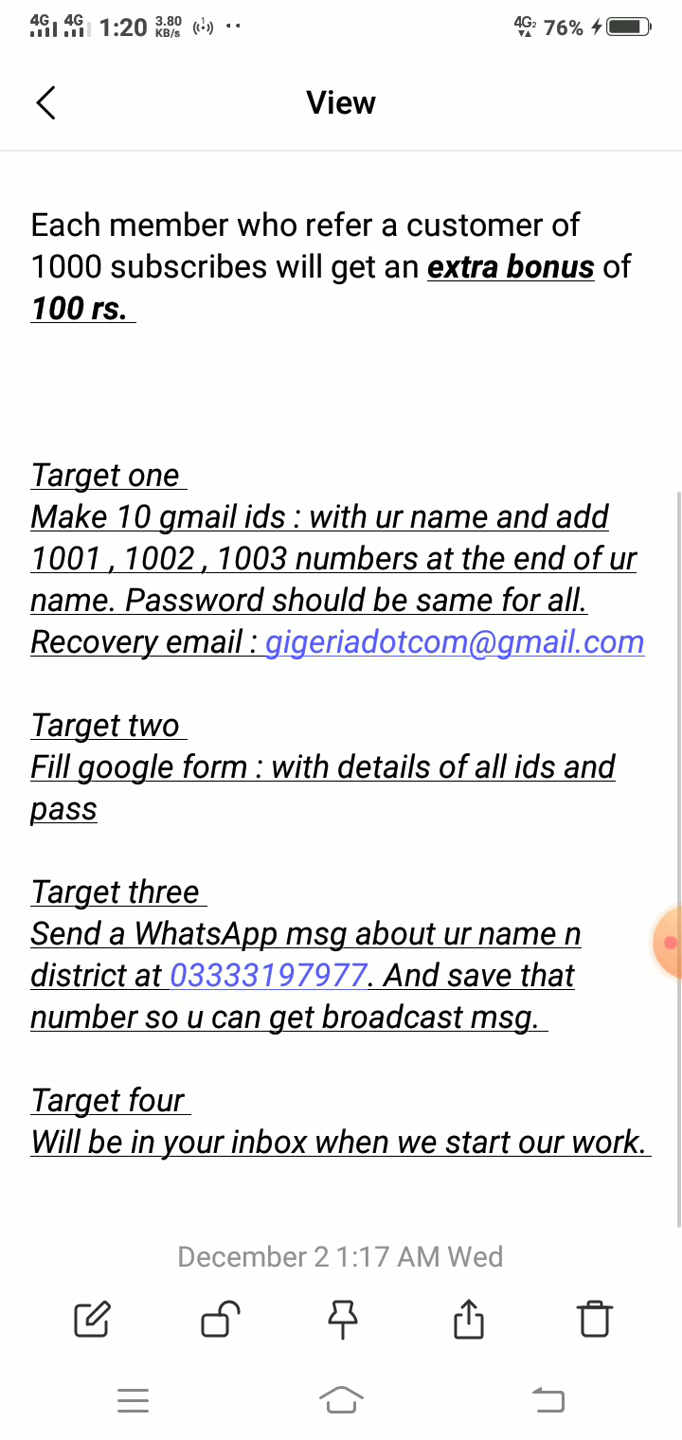 4G 4G 1:20 3.80 KB/s 4G2 76%
View
Each member who refer a customer of
1000 subscribes will get an extra bonus of
100 rs.
Target one
Make 10 gmail ids : with ur name and add
1001 , 1002 , 1003 numbers at the end of ur
name. Password should be same for all.
Recovery email : gigeriadotcom@gmail.com
Target two
Fill google form : with details of all ids and
pass
Target three
Send a WhatsApp msg about ur name n
district at 03333197977. And save that
number so u can get broadcast msg.
Target four
Will be in your inbox when we start our work.
December 2 1:17 AM Wed